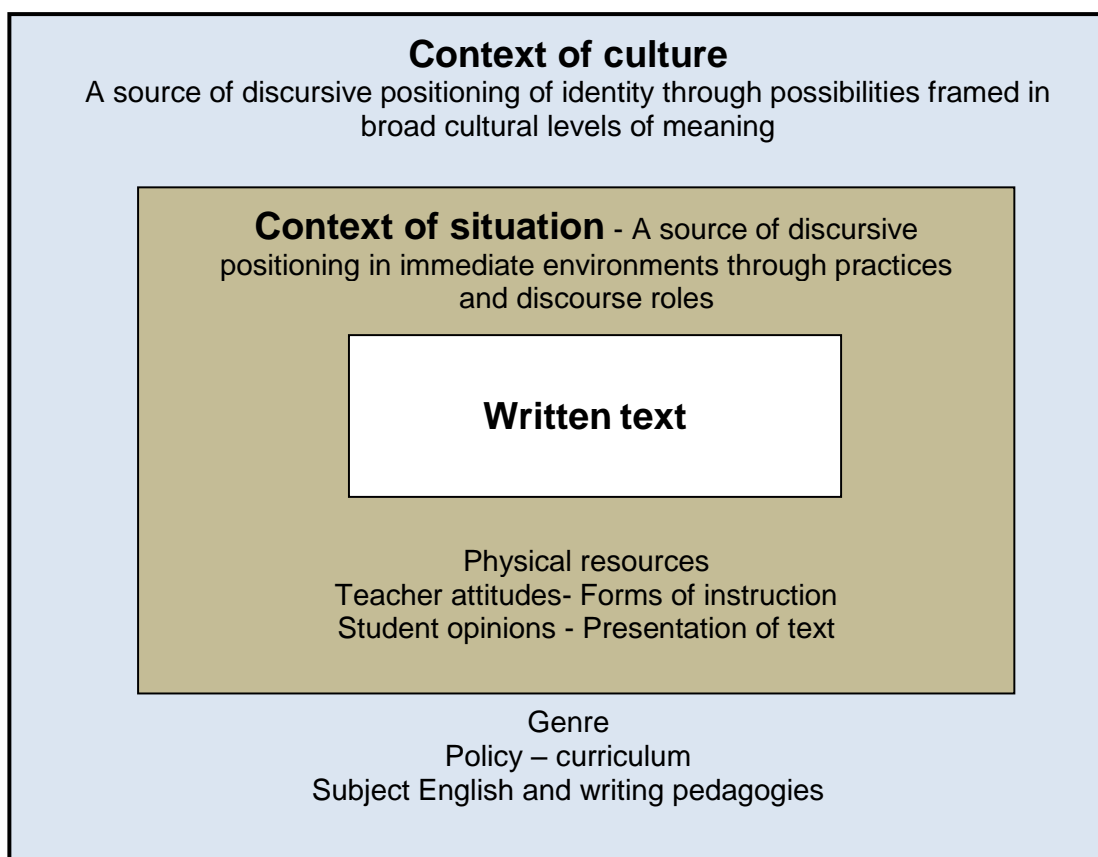 Context of culture
A source of discursive positioning of identity through possibilities framed in
broad cultural levels of meaning
Context of situation - A source of discursive
positioning in immediate environments through practices
and discourse roles
Written text
Physical resources
Teacher attitudes- Forms of instruction
Student opinions - Presentation of text
Genre
Policy – curriculum
Subject English and writing pedagogies